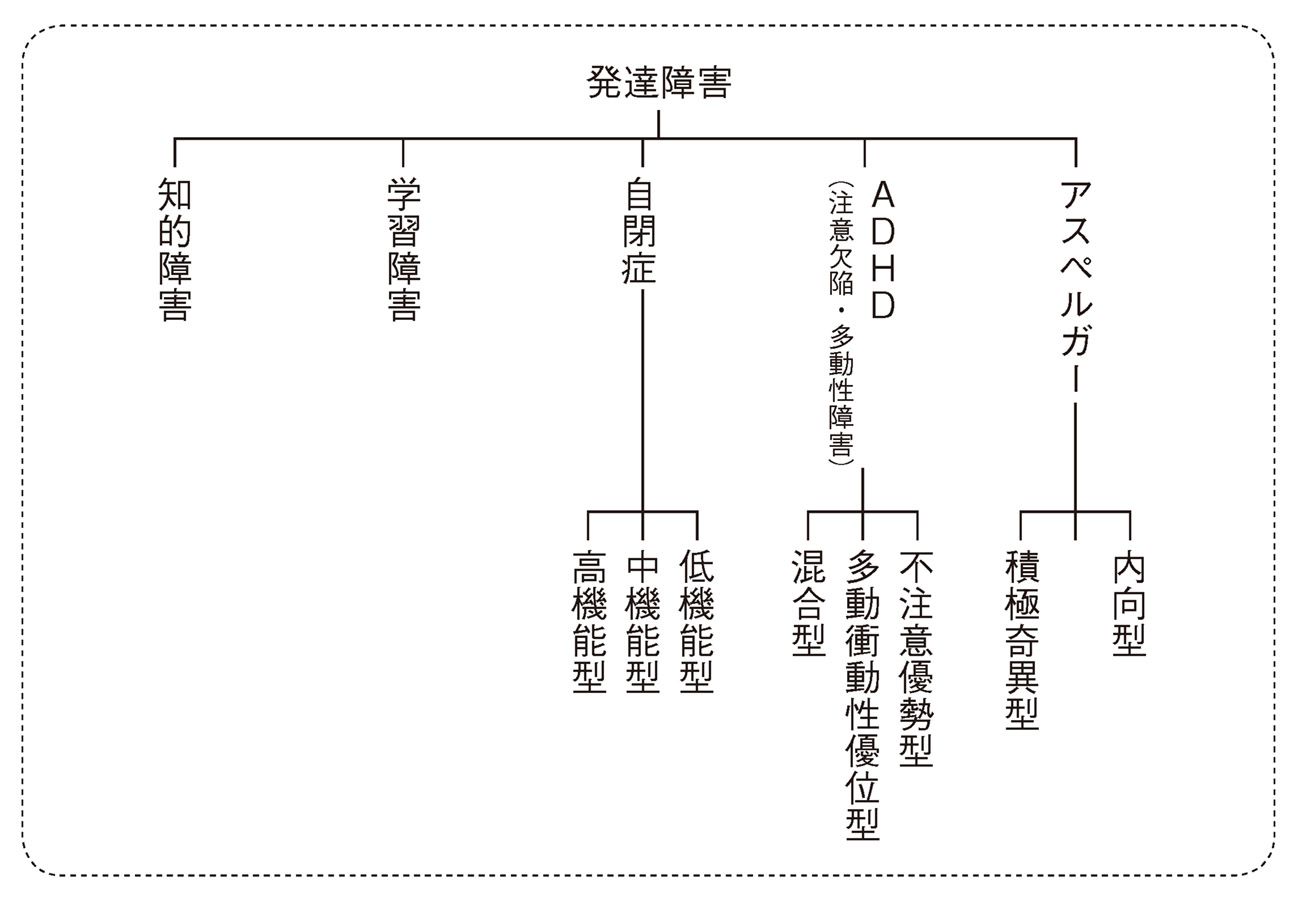 発達障害
アスペルガー
ADHD
（注意欠陥・多動性障害）
自閉症
学習障害
知的障害
内向型
積極奇異型
不注意優勢型
多動衝動性優位型
混合型
低機能型
中機能型
高機能型